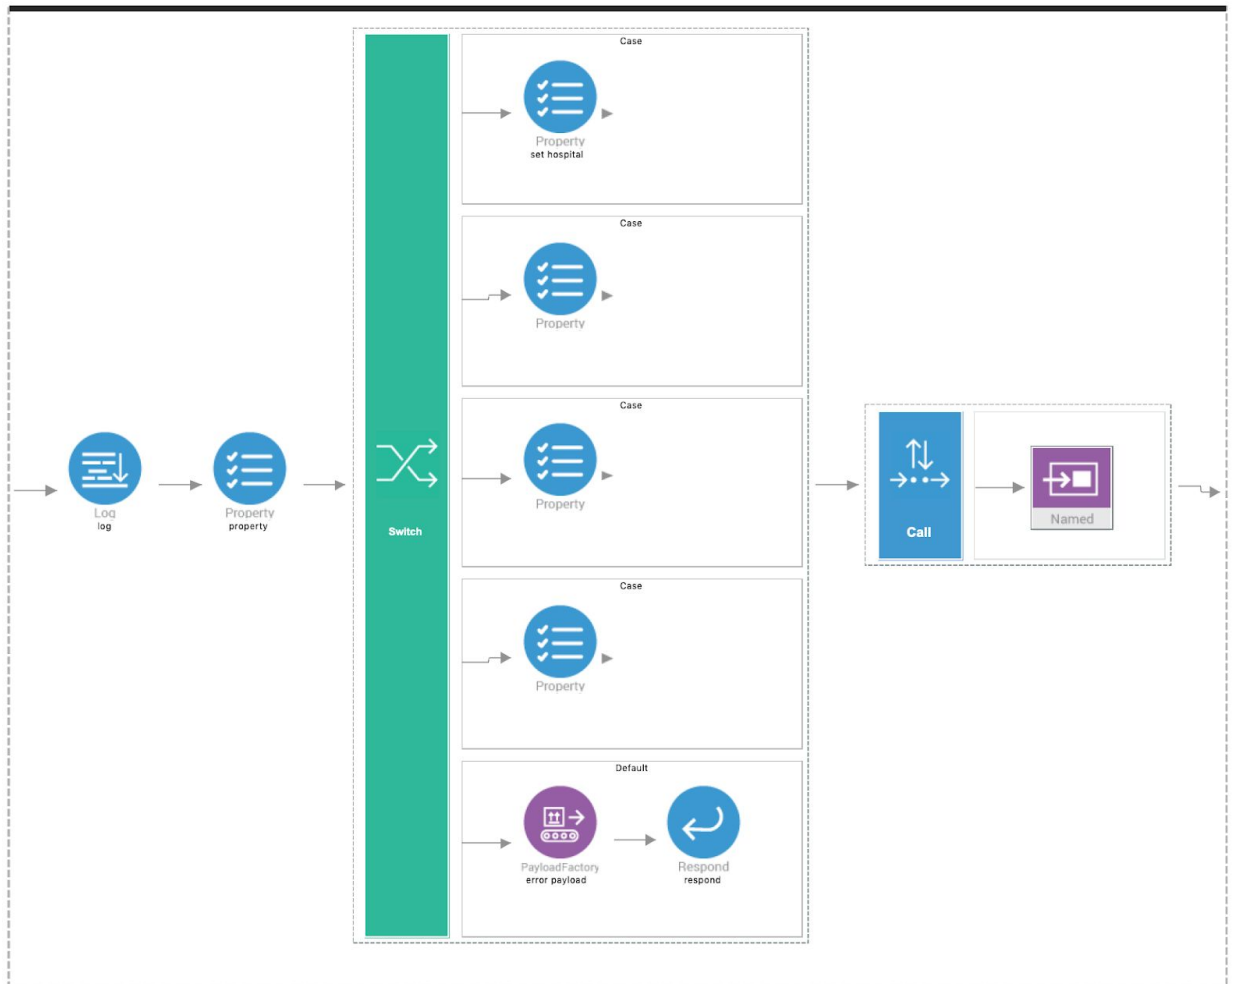 Case
Property
set hospital
Case
Property
Case
Property
Log
log
Property
property
Switch
Call
Named
Case
Property
Default
PayloadFactory
error payload
Respond
respond